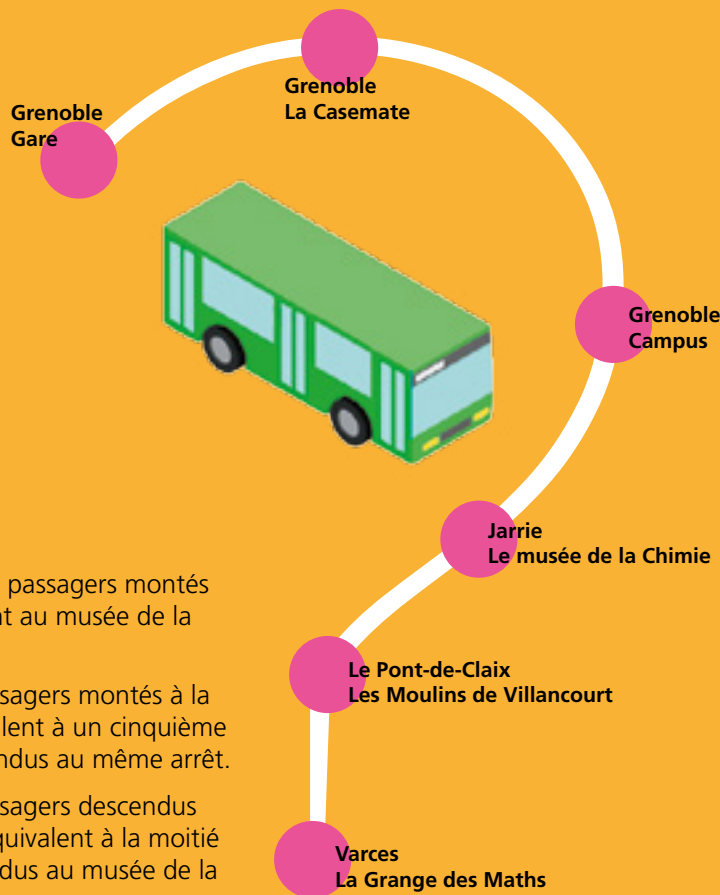 Grenoble
Gare
Grenoble
La Casemate
Grenoble
Campus
Jarrie
Le musée de la Chimie
Le Pont-de-Claix
Les Moulins de Villancourt
Varces
La Grange des Maths
passagers montés
t au musée de la
sagers montés à la
lent à un cinquième
ndus au même arrêt.
sagers descendus
quivalent à la moitié
dus au musée de la